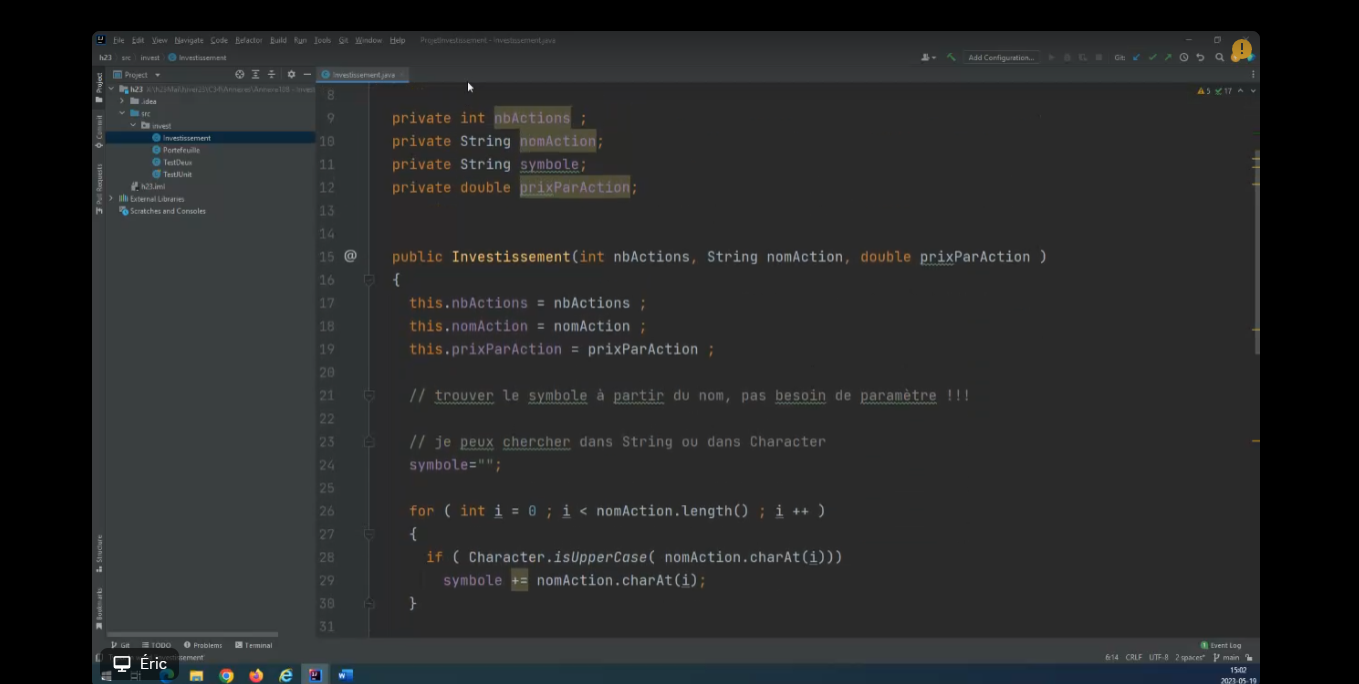 File Edit View Navigate Code Refactor Build Run Tools Git Window Help ProjetInvestissement - Investissement.java
h23 src invest Investissement
Add Configuration...
Git:
Project
Investissement.java
h23
.idea
src
invest
Investissement
Portefeuille
TestDeux
TestJUnit
h23.iml
External Libraries
Scratches and Consoles
Project
Commit
Pull Requests
Structure
Bookmarks
5 17
8
9 private int nbActions ;
10 private String nomAction;
11 private String symbole;
12 private double prixParAction;
13
14
15 @ public Investissement(int nbActions, String nomAction, double prixParAction )
16 {
17 this.nbActions = nbActions ;
18 this.nomAction = nomAction ;
19 this.prixParAction = prixParAction ;
20
21 // trouver le symbole à partir du nom, pas besoin de paramètre !!!
22
23 // je peux chercher dans String ou dans Character
24 symbole="";
25
26 for ( int i = 0 ; i < nomAction.length() ; i ++ )
27 {
28 if ( Character.isUpperCase( nomAction.charAt(i)))
29 symbole += nomAction.charAt(i);
30 }
31
Git TODO Problems Terminal
Event Log
6:14 CRLF UTF-8 2 spaces* main
Éric
15:02
2023-05-19